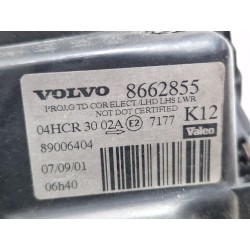 VOLVO 8662855
PROJ.G TD COR ELECT/LHD LHS LWR
NOT DOT CERTIFIED
04HCR 30 02A E2 7177 K12
89006404 Valeo
07/09/01
06h40